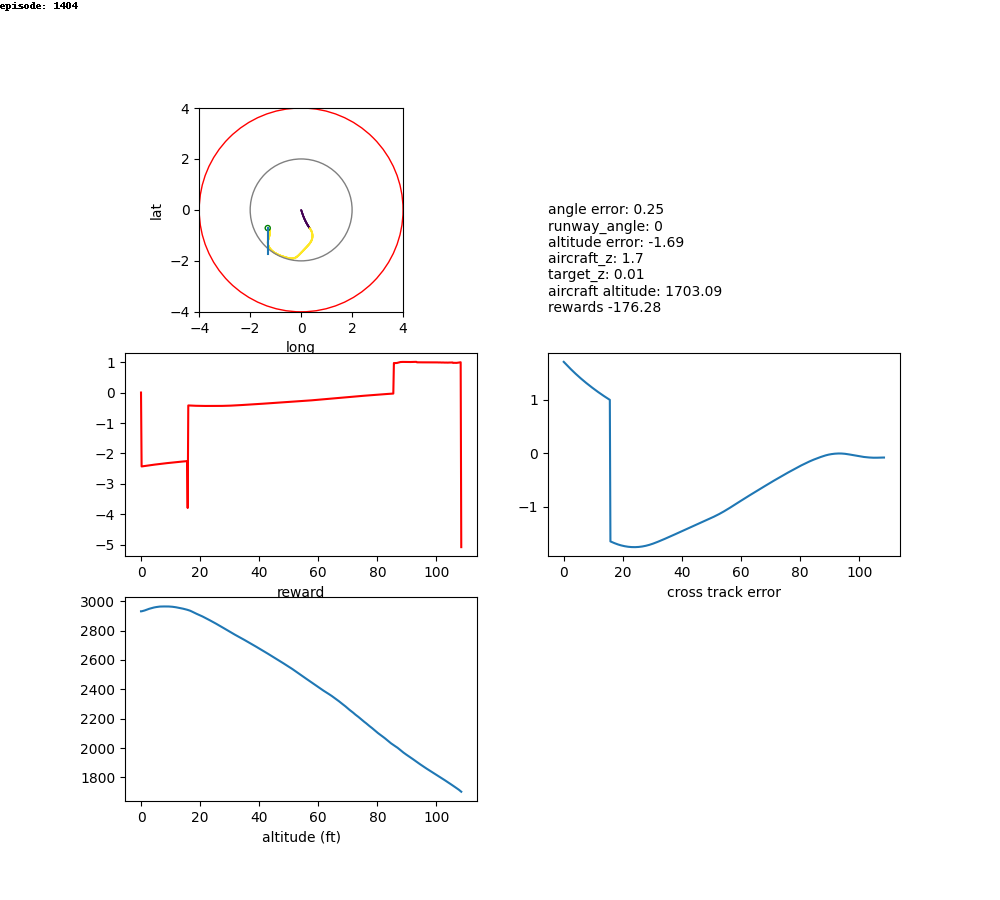 episode: 1404
4
2
0
−2
−4
lat
−4 −2 0 2 4
long
angle error: 0.25
runway_angle: 0
altitude error: -1.69
aircraft_z: 1.7
target_z: 0.01
aircraft altitude: 1703.09
rewards -176.28
1
0
−1
−2
−3
−4
−5
0 20 40 60 80 100
reward
1
0
−1
0 20 40 60 80 100
cross track error
3000
2800
2600
2400
2200
2000
1800
0 20 40 60 80 100
altitude (ft)